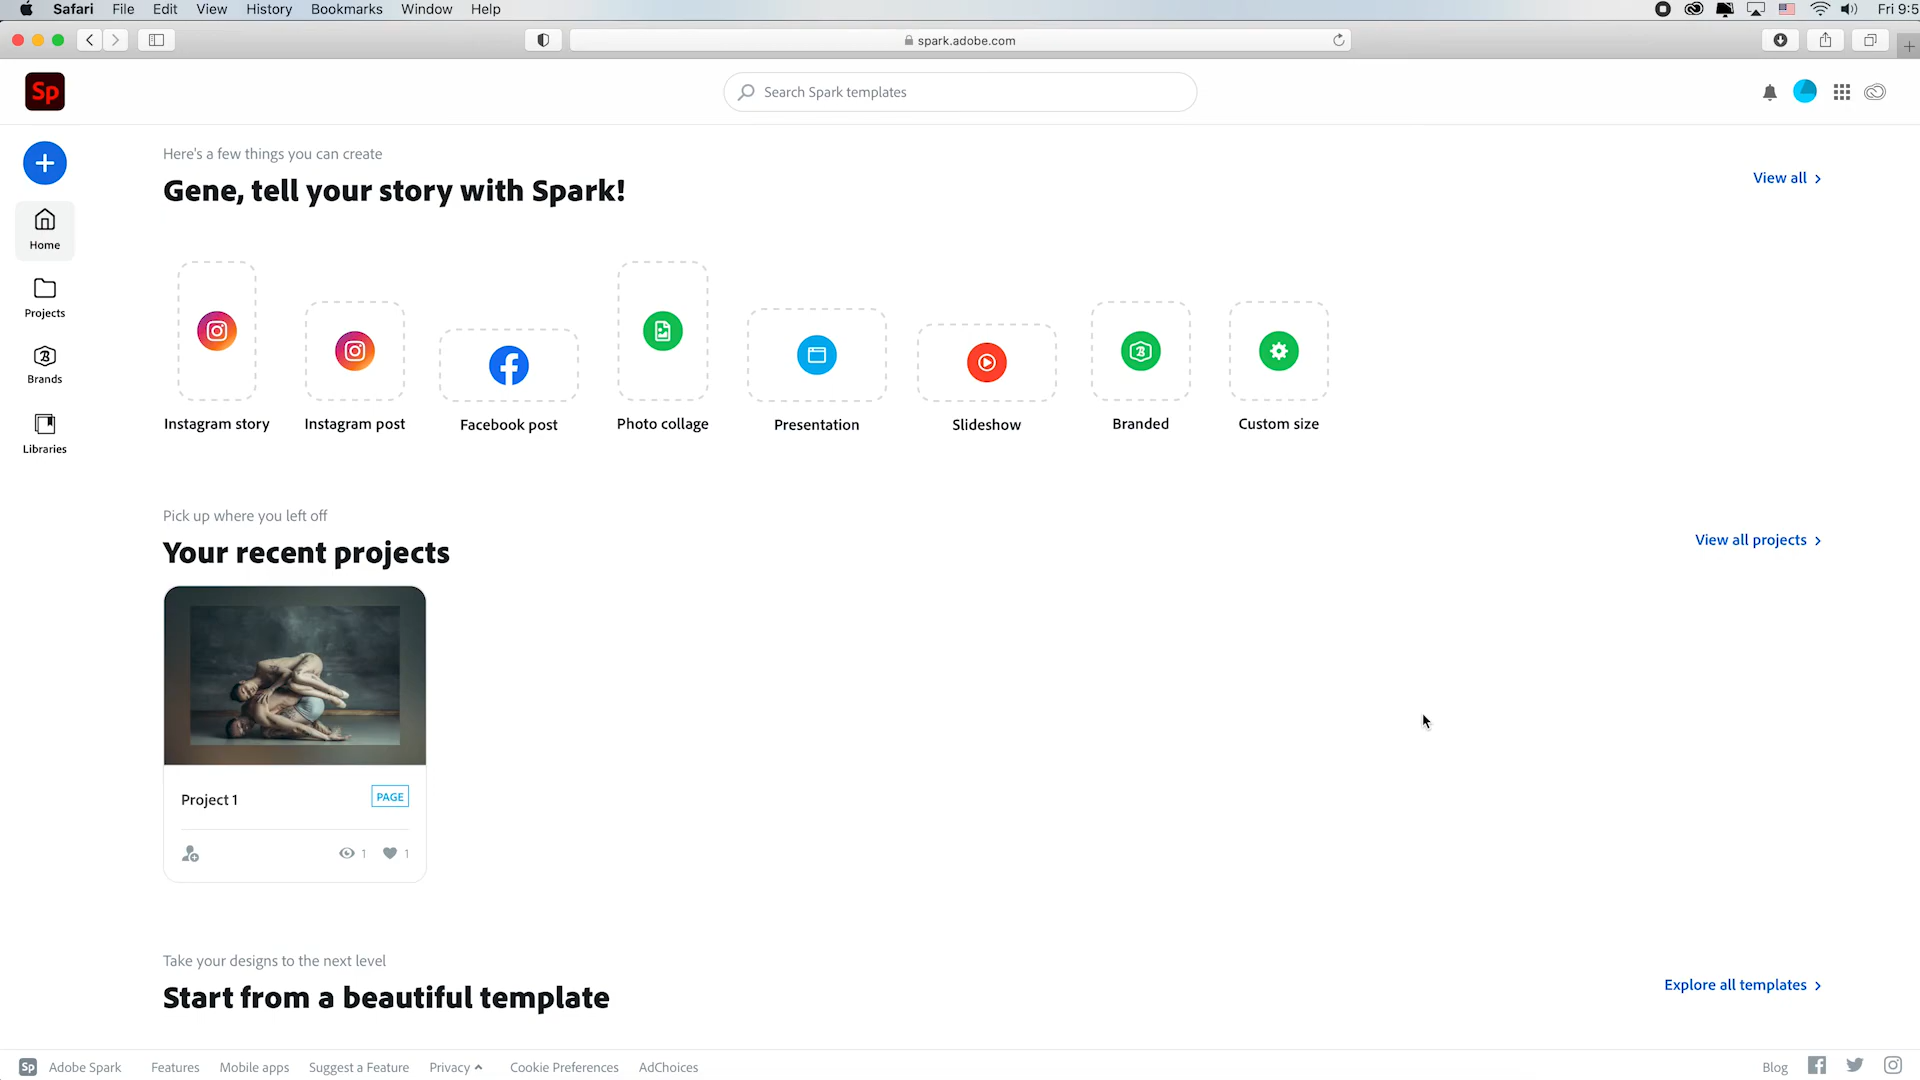 Safari File Edit View History Bookmarks Window Help Fri 9:5
spark.adobe.com
Sp
Search Spark templates
Here's a few things you can create
Gene, tell your story with Spark!
View all
Home
Projects
Brands
Libraries
Instagram story Instagram post Facebook post Photo collage Presentation Slideshow Branded Custom size
Pick up where you left off
Your recent projects
View all projects
Project 1
PAGE
1 1
Take your designs to the next level
Start from a beautiful template
Explore all templates
Sp Adobe Spark Features Mobile apps Suggest a Feature Privacy Cookie Preferences AdChoices Blog